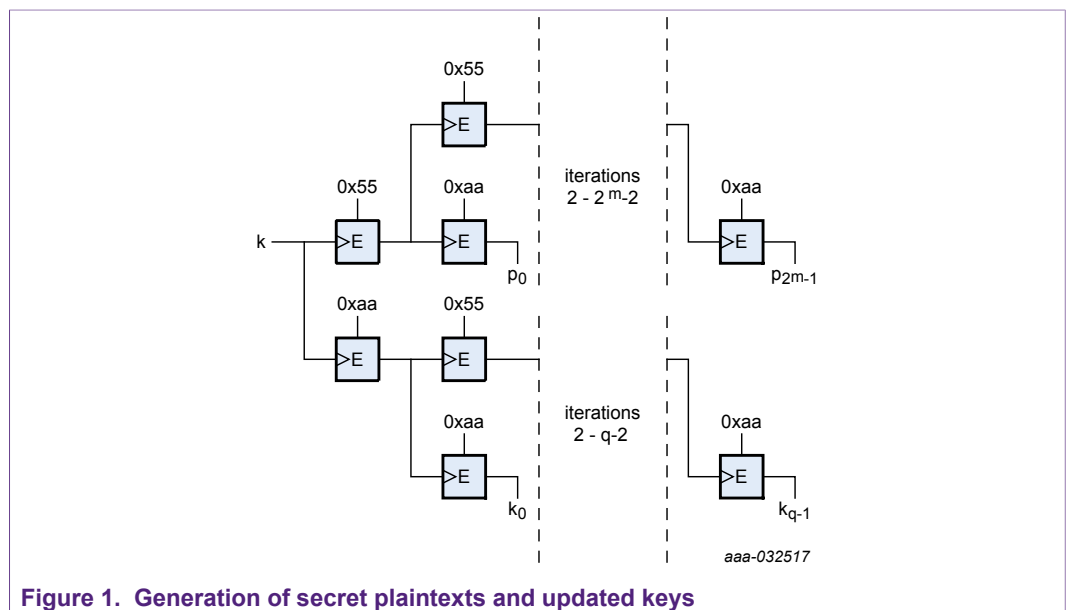 0x55
iterations
2 - 2 m-2
0x55
0xaa
0xaa
k
p0
p2m-1
0xaa
0x55
iterations
2 - q-2
0xaa
0xaa
k0
kq-1
aaa-032517
Figure 1. Generation of secret plaintexts and updated keys
E
E
E
E
E
E
E
E